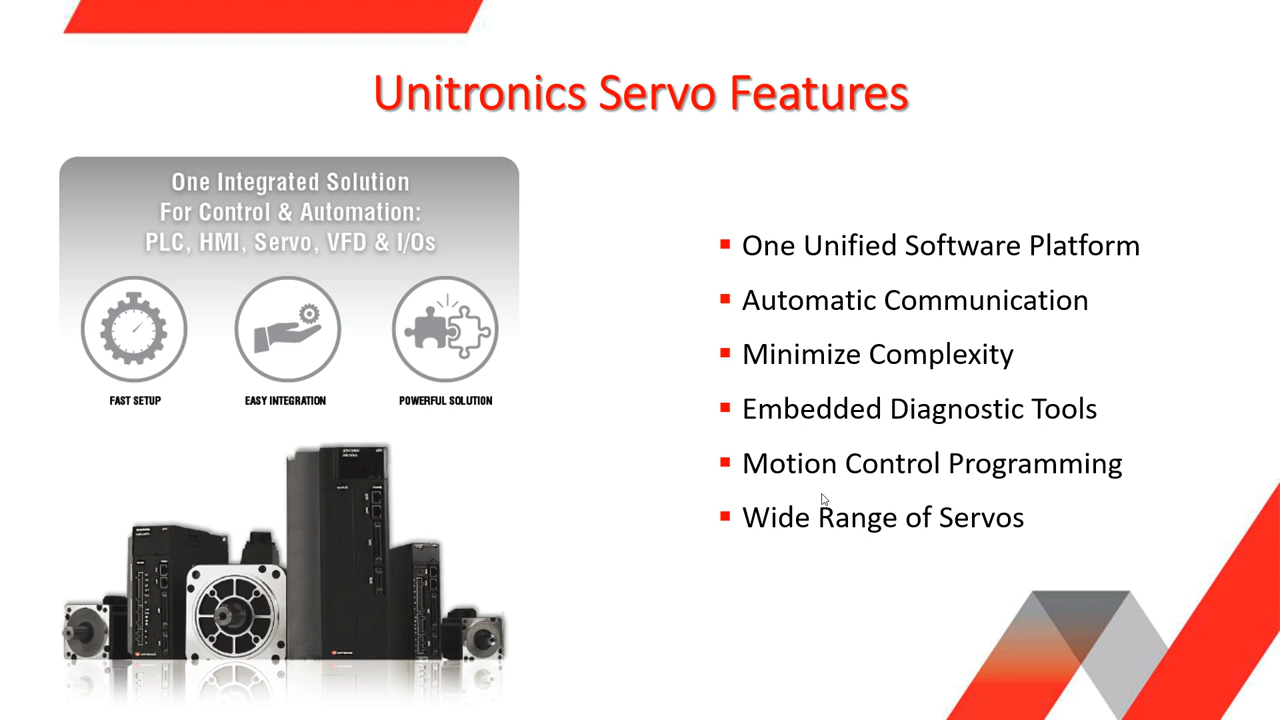 Unitronics Servo Features
One Integrated Solution
For Control & Automation:
PLC, HMI, Servo, VFD & I/Os
FAST SETUP
EASY INTEGRATION
POWERFUL SOLUTION
One Unified Software Platform
Automatic Communication
Minimize Complexity
Embedded Diagnostic Tools
Motion Control Programming
Wide Range of Servos